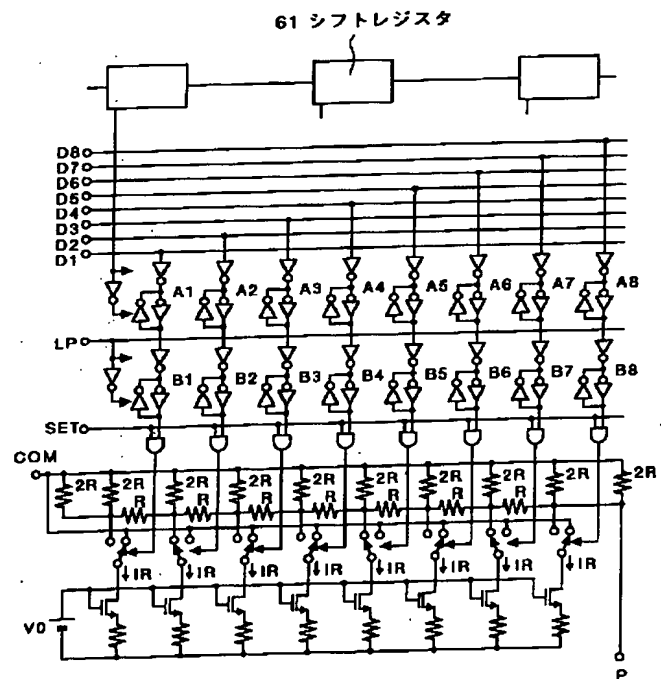 61 シフトレジスタ
D8
D7
D6
D5
D4
D3
D2
D1
A1 A2 A3 A4 A5 A6 A7 A8
LP
B1 B2 B3 B4 B5 B6 B7 B8
SET
COM
2R 2R 2R 2R 2R 2R 2R 2R 2R 2R
R R R R R R R
↓IR ↓IR ↓IR ↓IR ↓IR ↓IR ↓IR ↓IR
V0
P